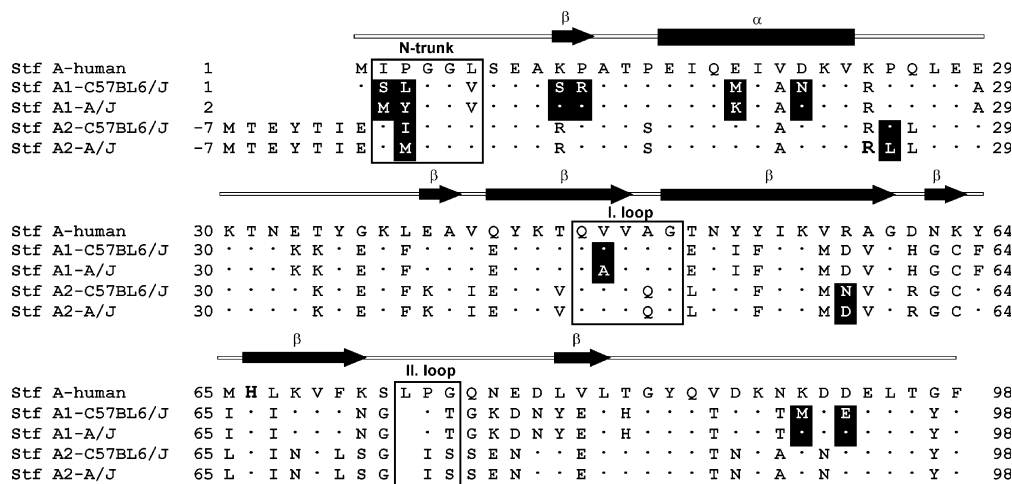 β α
N-trunk
Stf A-human 1 M I P G G L S E A K P A T P E I Q E I V D K V K P Q L E E 29
Stf A1-C57BL6/J 1 · S L · · V · · · S R · · · · · · M · A N · · R · · · · A 29
Stf A1-A/J 2 M Y · · V · · · · · · · · · · · K · A · · · R · · · · A 29
Stf A2-C57BL6/J -7 M T E Y T I E · I · · · · · · R · · · S · · · · · A · · · R · L · · · 29
Stf A2-A/J -7 M T E Y T I E · M · · · · · · R · · · S · · · · · A · · · R L L · · · 29
β β β β
I. loop
Stf A-human 30 K T N E T Y G K L E A V Q Y K T Q V V A G T N Y Y I K V R A G D N K Y 64
Stf A1-C57BL6/J 30 · · · K K · E · F · · · E · · · · · · · · E · I F · · M D V · H G C F 64
Stf A1-A/J 30 · · · K K · E · F · · · E · · · · A · · · E · I F · · M D V · H G C F 64
Stf A2-C57BL6/J 30 · · · · K · E · F K · I E · · V · · · Q · L · · F · · M N V · R G C · 64
Stf A2-A/J 30 · · · · K · E · F K · I E · · V · · · Q · L · · F · · M D V · R G C · 64
β β
II. loop
Stf A-human 65 M H L K V F K S L P G Q N E D L V L T G Y Q V D K N K D D E L T G F 98
Stf A1-C57BL6/J 65 I · I · · · N G · · T G K D N Y E · H · · · T · · T M · E · · · Y · 98
Stf A1-A/J 65 I · I · · · N G · · T G K D N Y E · H · · · T · · T · · · · · · Y · 98
Stf A2-C57BL6/J 65 L · I N · L S G · I S S E N · · E · · · · · T N · A · N · · · · Y · 98
Stf A2-A/J 65 L · I N · L S G · I S S E N · · E · · · · · T N · A · N · · · · Y · 98